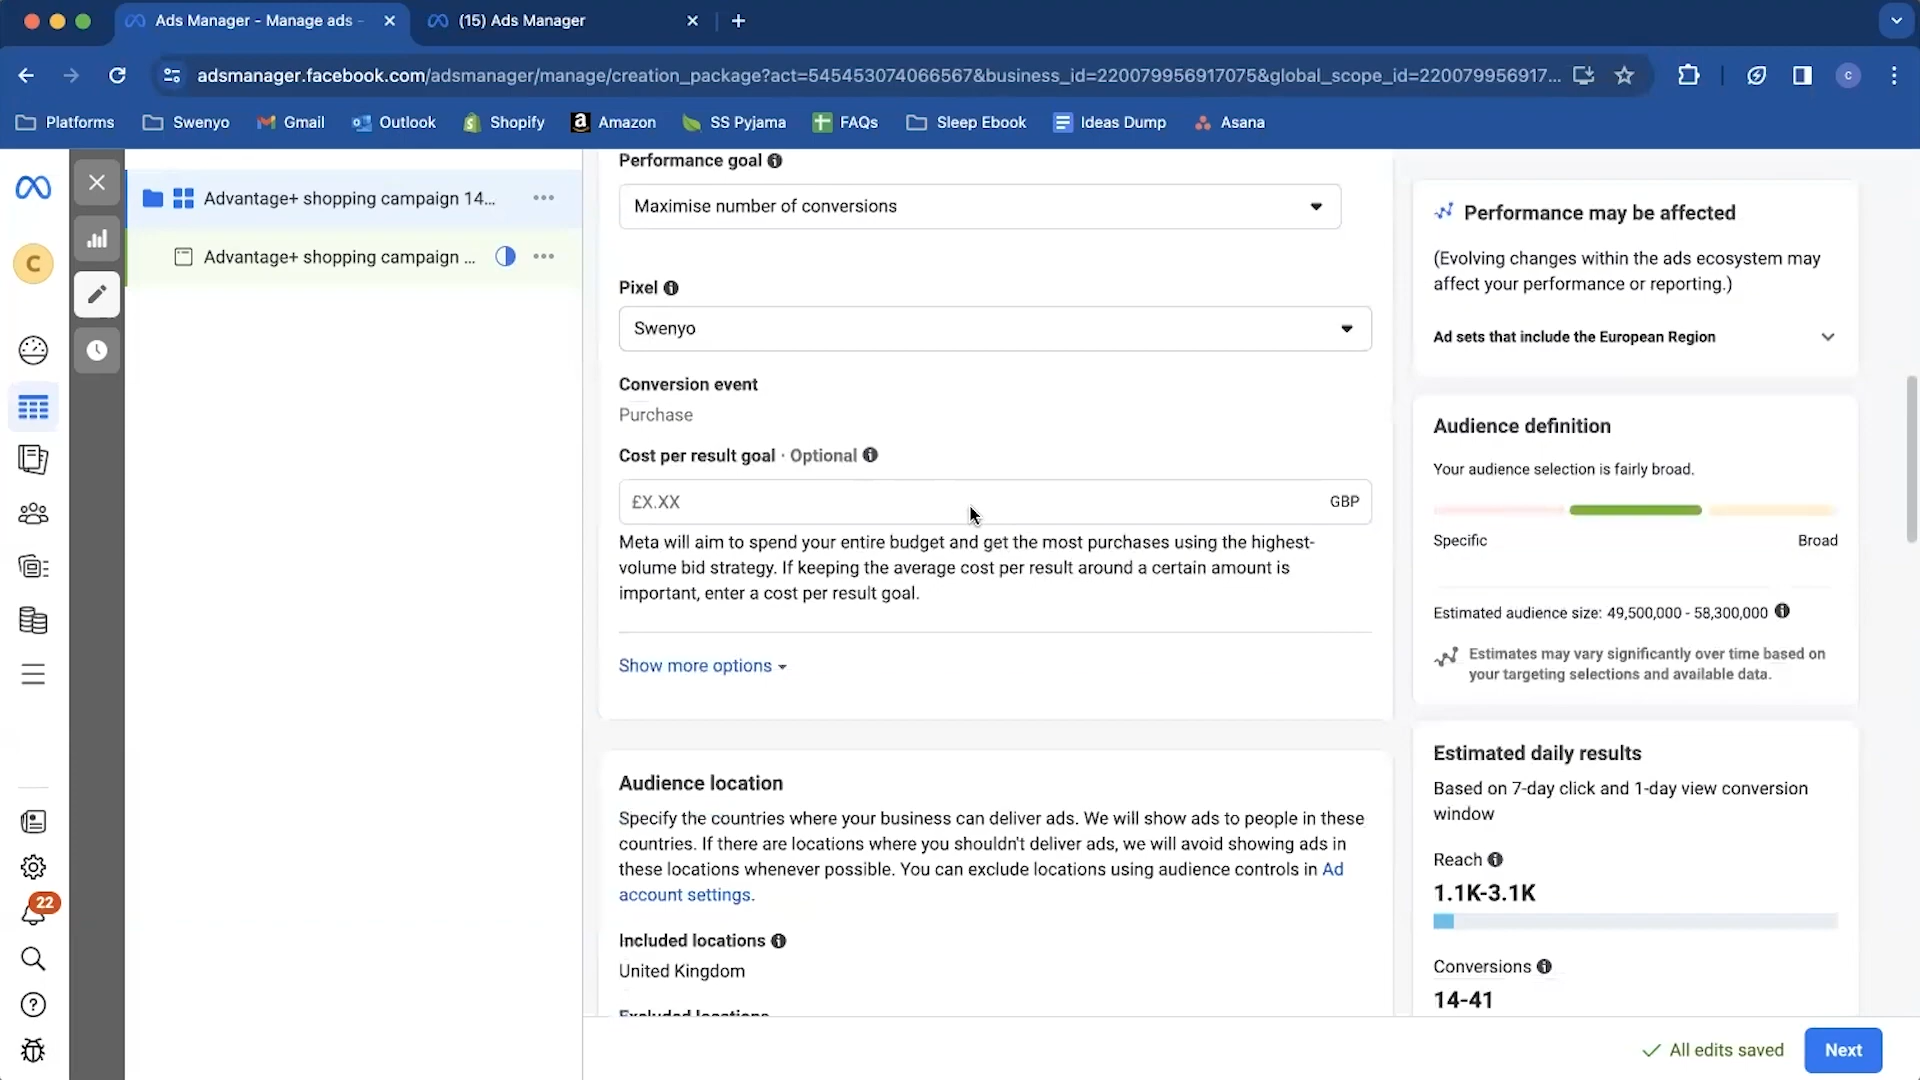 Ads Manager - Manage ads -
(15) Ads Manager
adsmanager.facebook.com/adsmanager/manage/creation_package?act=545453074066567&business_id=220079956917075&global_scope_id=220079956917...
C
Platforms
Swenyo
Gmail
Outlook
Shopify
Amazon
SS Pyjama
FAQs
Sleep Ebook
Ideas Dump
Asana
C
22
Advantage+ shopping campaign 14...
Advantage+ shopping campaign ...
Performance goal
Maximise number of conversions
Pixel
Swenyo
Conversion event
Purchase
Cost per result goal · Optional
£X.XX
GBP
Meta will aim to spend your entire budget and get the most purchases using the highest-
volume bid strategy. If keeping the average cost per result around a certain amount is
important, enter a cost per result goal.
Show more options
Audience location
Specify the countries where your business can deliver ads. We will show ads to people in these
countries. If there are locations where you shouldn't deliver ads, we will avoid showing ads in
these locations whenever possible. You can exclude locations using audience controls in Ad
account settings.
Included locations
United Kingdom
Excluded locations
Performance may be affected
(Evolving changes within the ads ecosystem may
affect your performance or reporting.)
Ad sets that include the European Region
Audience definition
Your audience selection is fairly broad.
Specific
Broad
Estimated audience size: 49,500,000 - 58,300,000
Estimates may vary significantly over time based on
your targeting selections and available data.
Estimated daily results
Based on 7-day click and 1-day view conversion
window
Reach
1.1K-3.1K
Conversions
14-41
All edits saved
Next